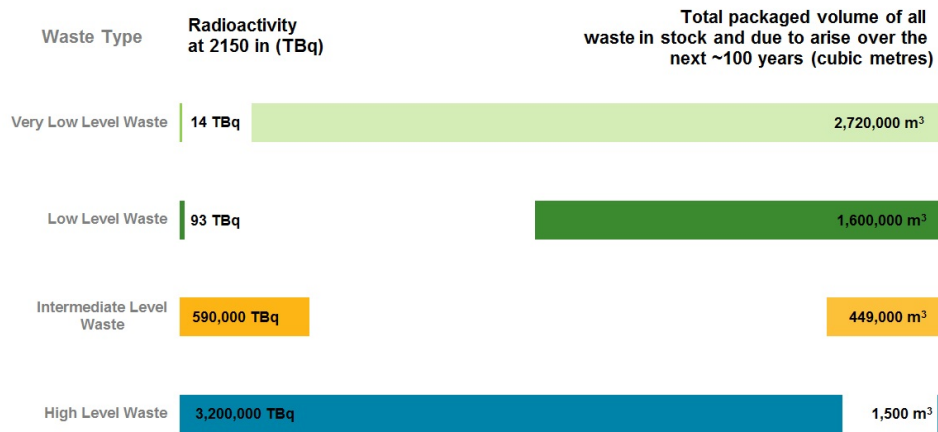 Waste Type
Radioactivity
at 2150 in (TBq)
Total packaged volume of all
waste in stock and due to arise over the
next ~100 years (cubic metres)
Very Low Level Waste
14 TBq
2,720,000 m³
Low Level Waste
93 TBq
1,600,000 m³
Intermediate Level
Waste
590,000 TBq
449,000 m³
High Level Waste
3,200,000 TBq
1,500 m³